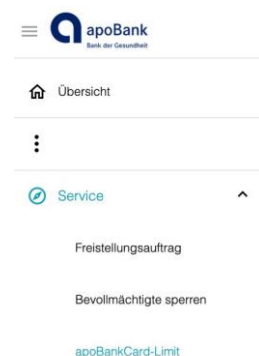 apoBank
Bank der Gesundheit
Übersicht
Service
Freistellungsauftrag
Bevollmächtigte sperren
apoBankCard-Limit